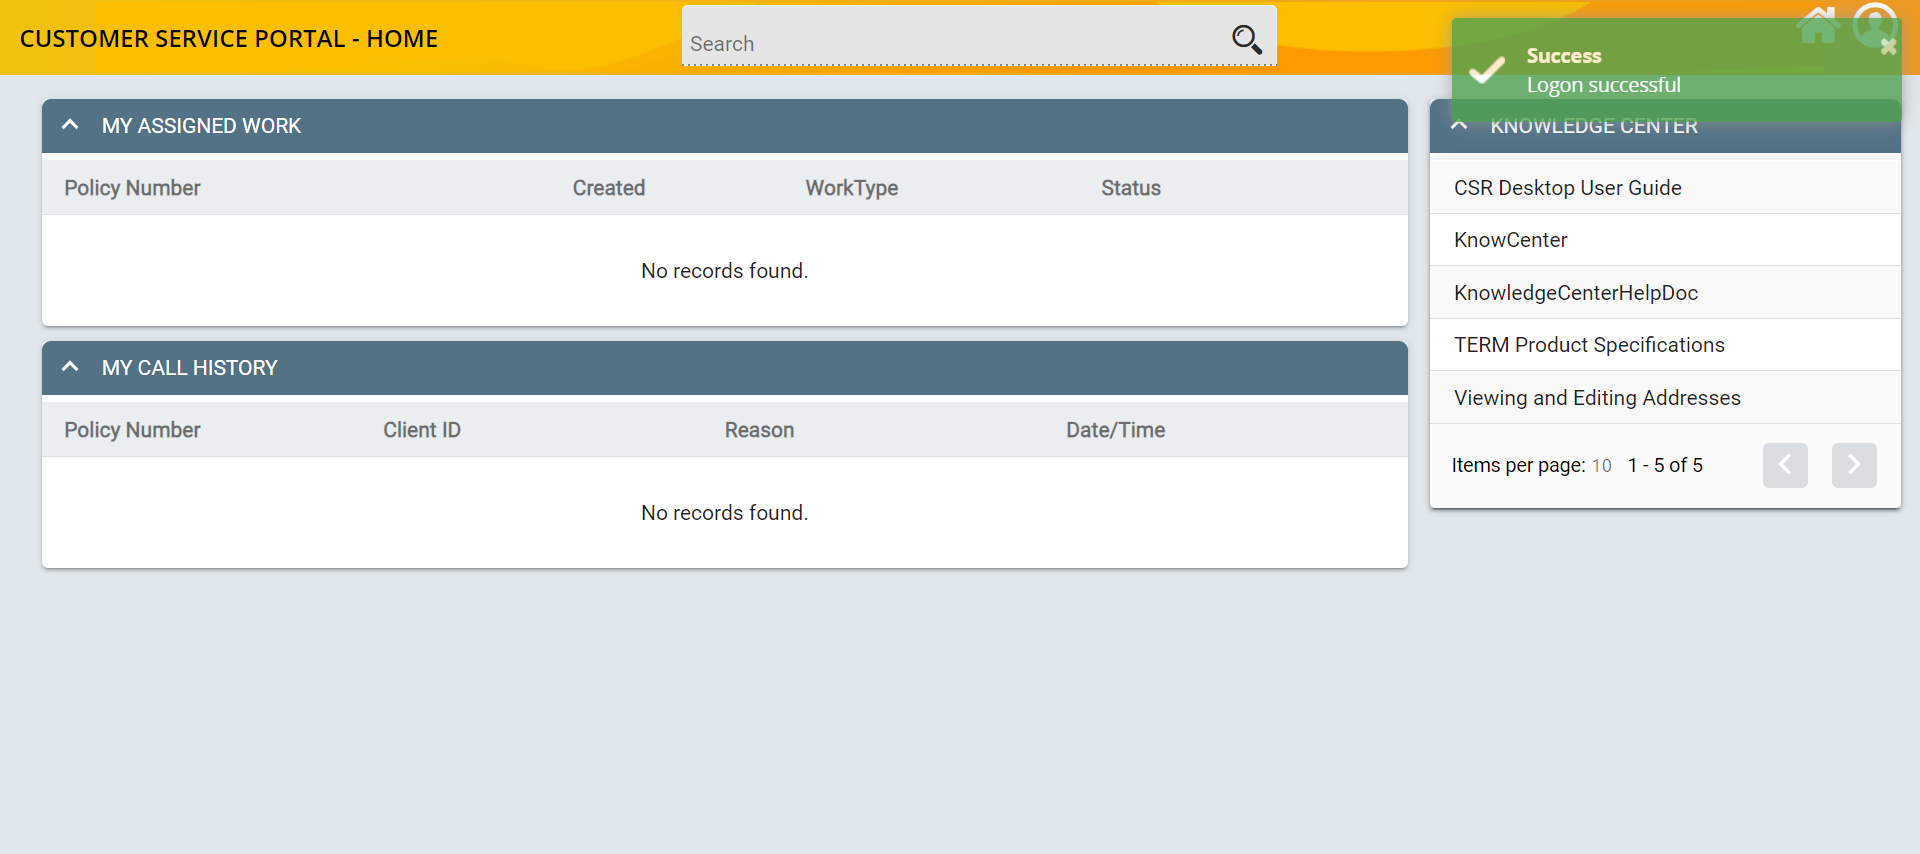 CUSTOMER SERVICE PORTAL - HOME
Search
Success
Logon successful
MY ASSIGNED WORK
Policy Number Created WorkType Status
No records found.
MY CALL HISTORY
Policy Number Client ID Reason Date/Time
No records found.
KNOWLEDGE CENTER
CSR Desktop User Guide
KnowCenter
KnowledgeCenterHelpDoc
TERM Product Specifications
Viewing and Editing Addresses
Items per page: 10 1 - 5 of 5